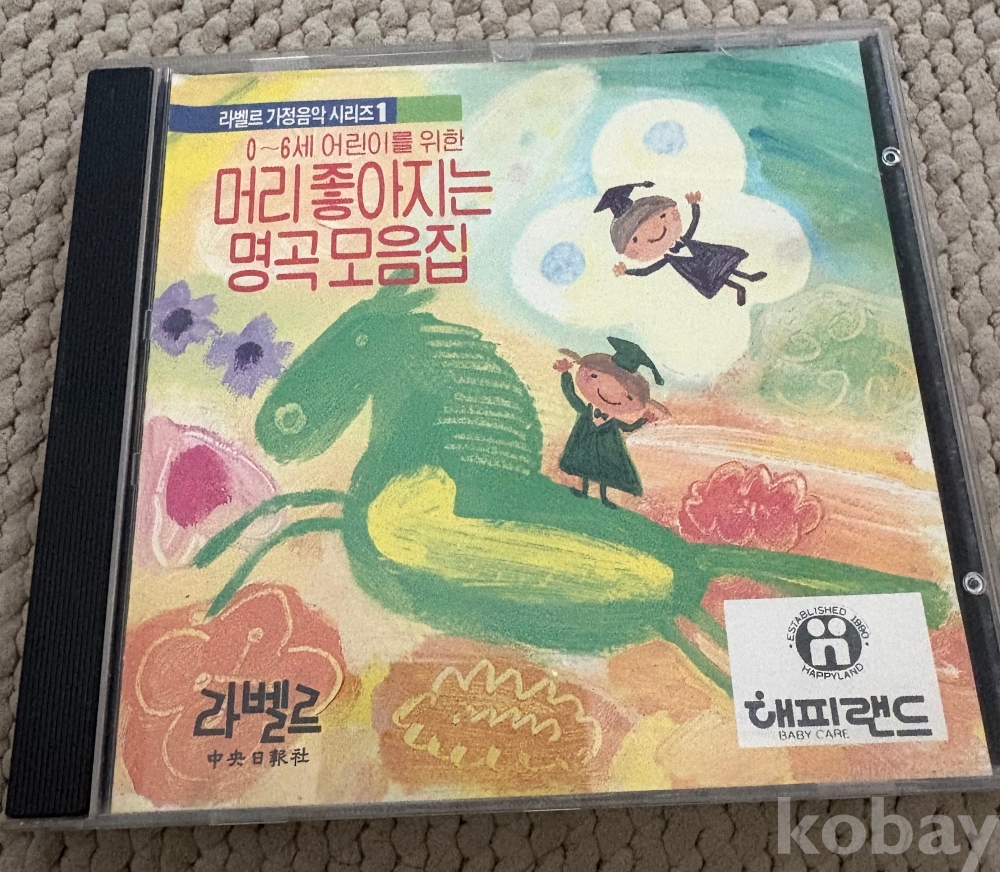 라벨르 가정음악 시리즈1
0~6세 어린이를 위한
머리 좋아지는
명곡 모음집
ESTABLISHED 1990
HAPPYLAND
해피랜드
BABY CARE
라벨르
中央日報社
kobay